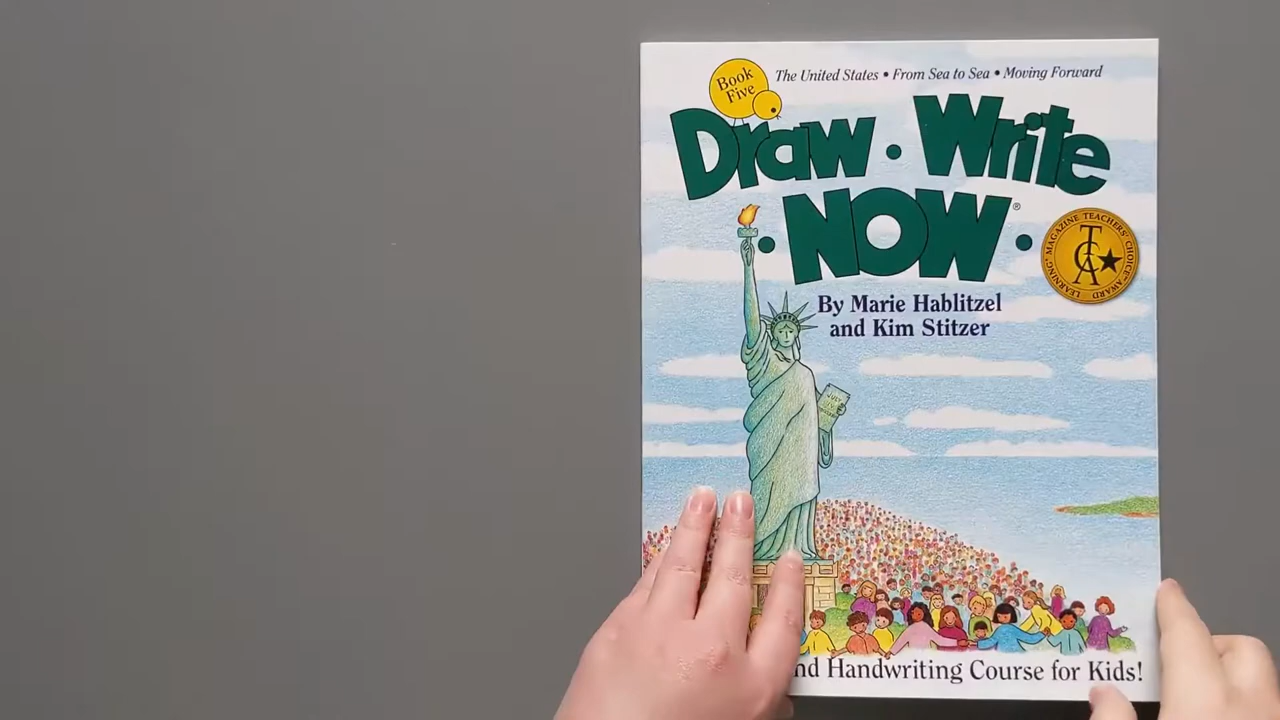 Book
Five
The United States • From Sea to Sea • Moving Forward
Draw • Write
• NOW® •
LEARNING® MAGAZINE TEACHERS' CHOICE AWARD
TCA
By Marie Hablitzel
and Kim Stitzer
JULY
Handwriting Course for Kids!